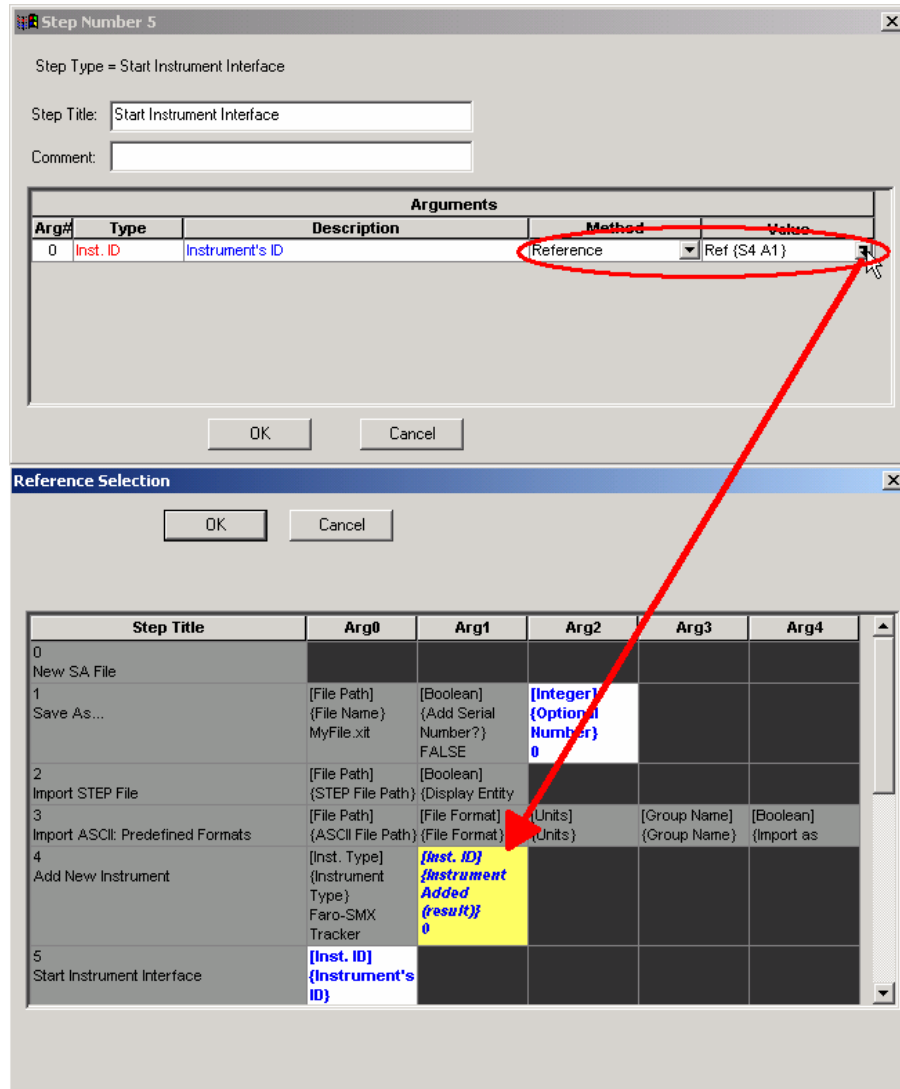 Step Number 5
Step Type = Start Instrument Interface
Step Title: Start Instrument Interface
Comment:
Arguments
Arg# Type Description Method Value
0 Inst. ID Instrument's ID Reference Ref {S4 A1}
OK Cancel
Reference Selection
OK Cancel
Step Title Arg0 Arg1 Arg2 Arg3 Arg4
0
New SA File
1 [File Path] [Boolean] [Integer]
Save As... {File Name} {Add Serial {Optional
MyFile.xit Number?} Number}
FALSE 0
2 [File Path] [Boolean]
Import STEP File {STEP File Path} {Display Entity
3 [File Path] [File Format] [Units] [Group Name] [Boolean]
Import ASCII: Predefined Formats {ASCII File Path} {File Format} {Units} {Group Name} {Import as
4 [Inst. Type] [Inst. ID]
Add New Instrument {Instrument {Instrument
Type} Added
Faro-SMX (result)}
Tracker 0
5 [Inst. ID]
Start Instrument Interface {Instrument's
ID}